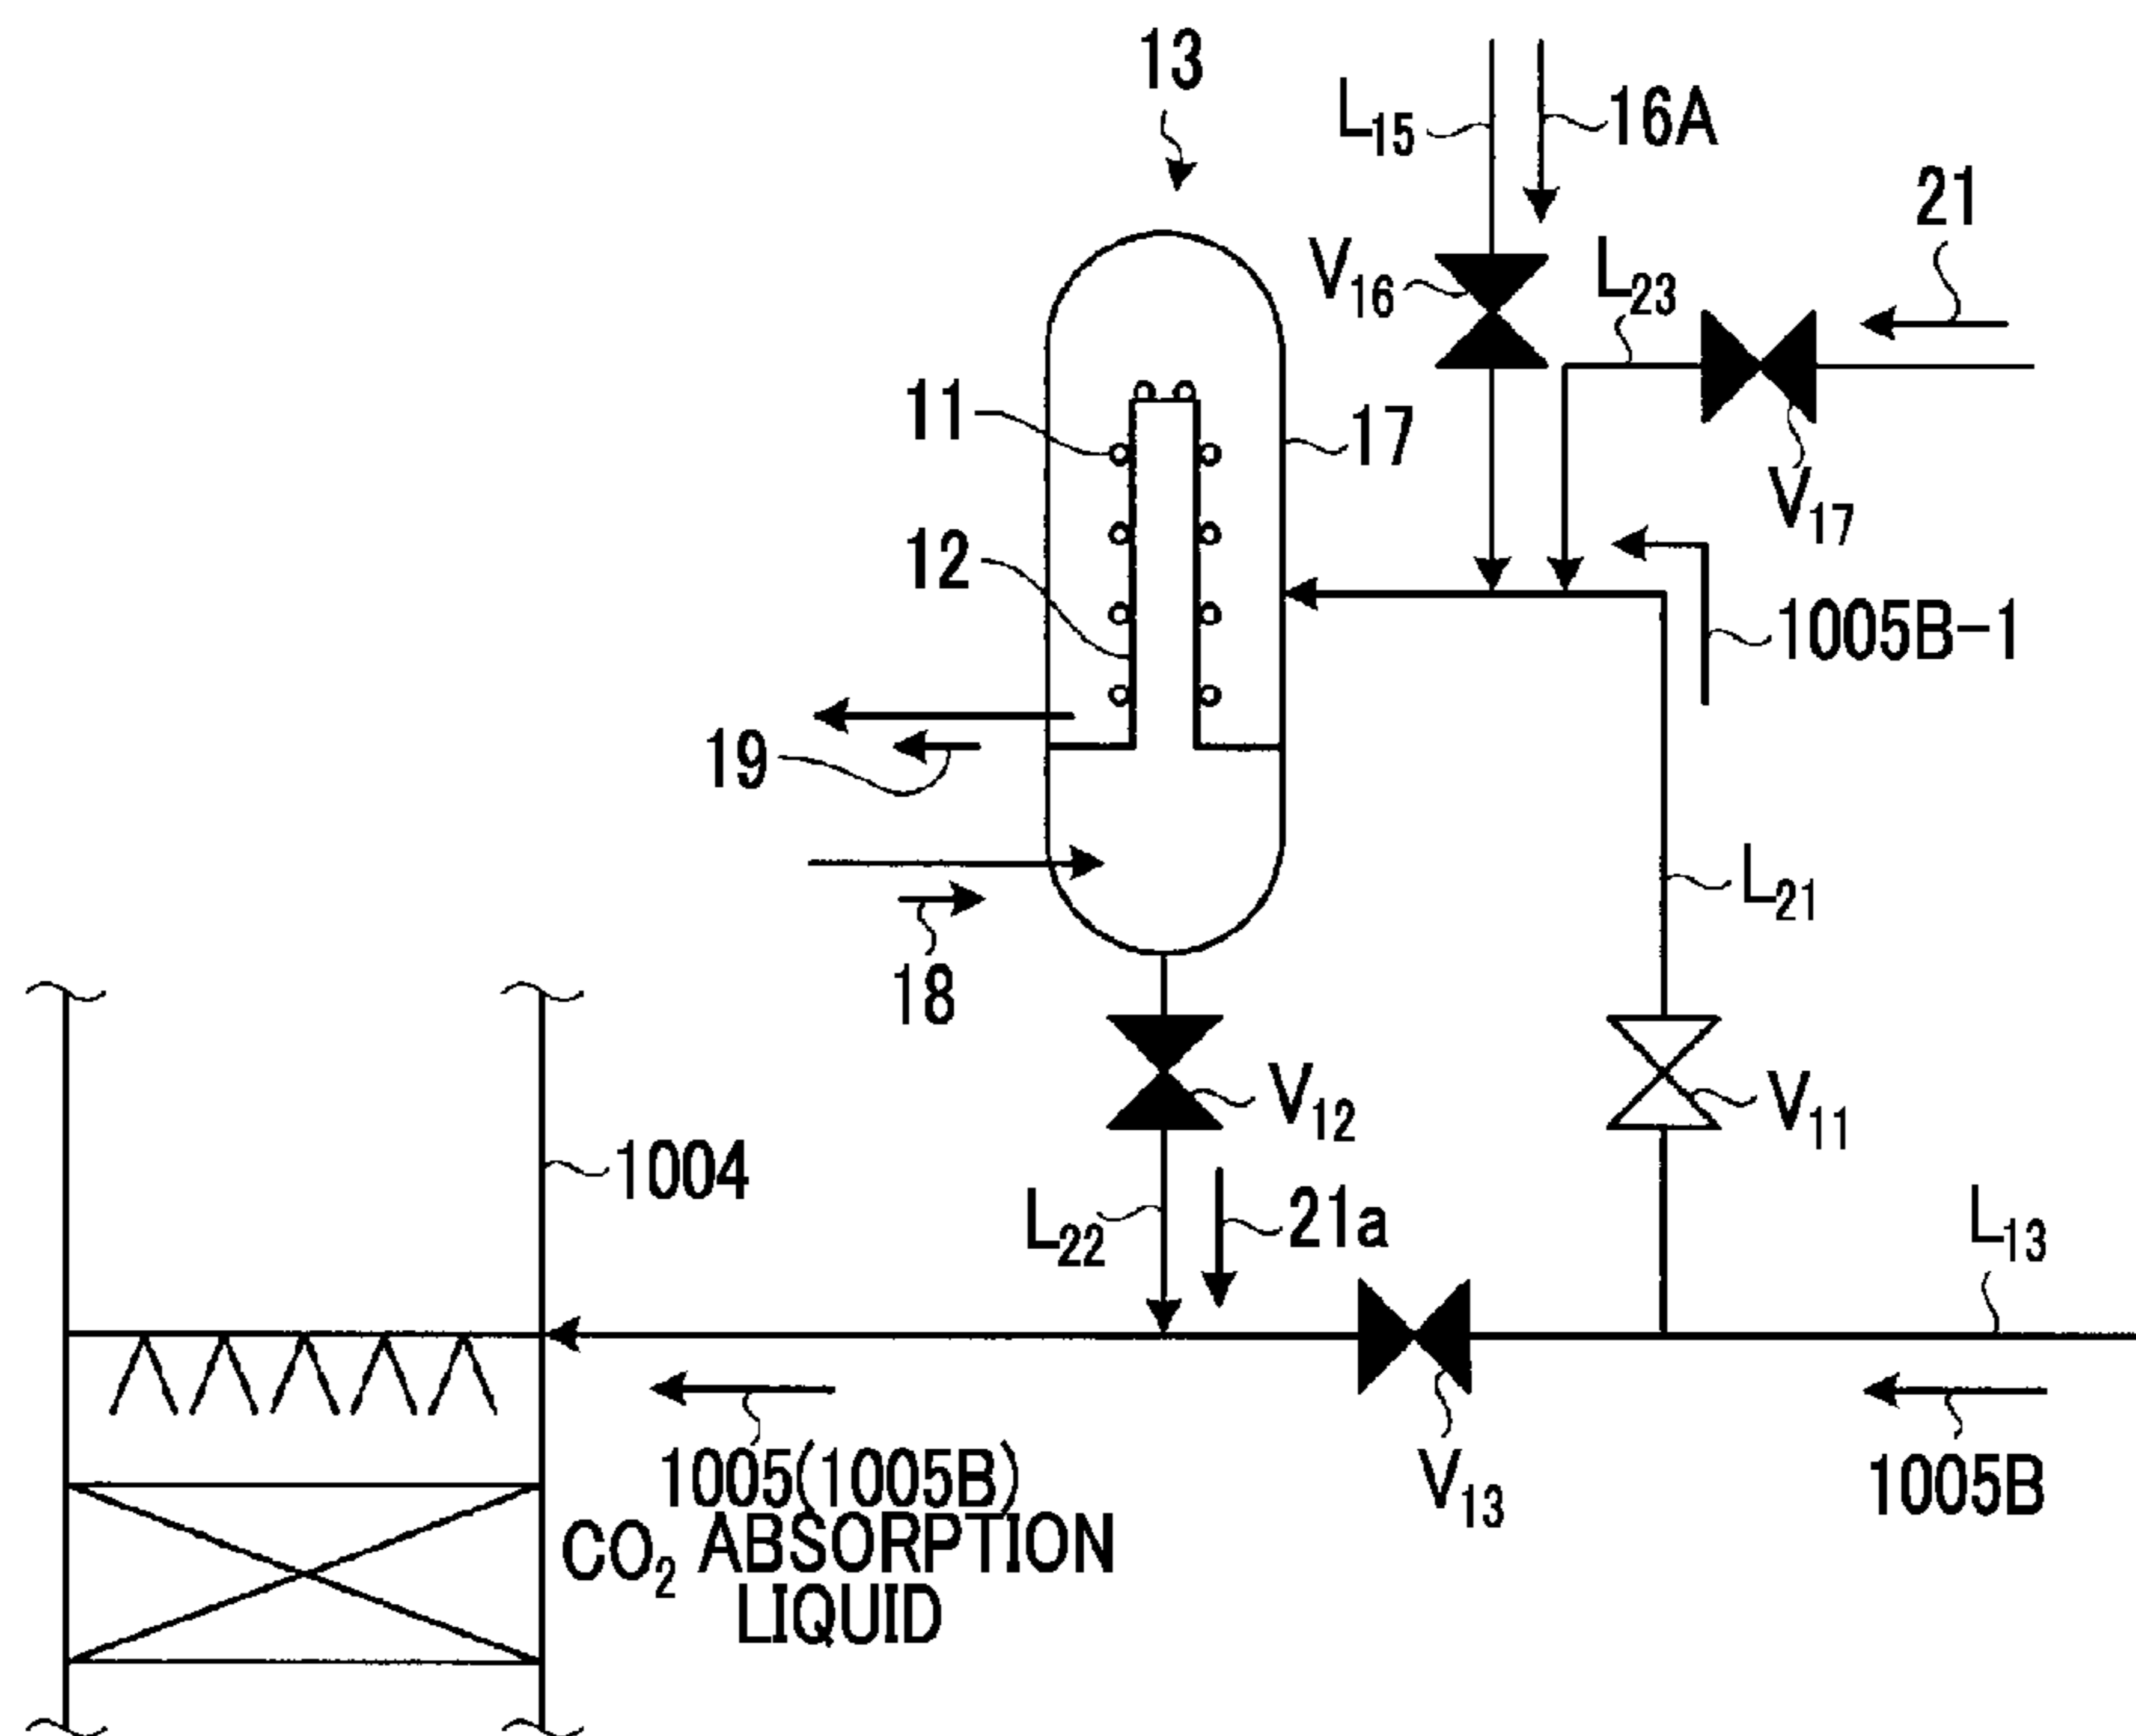 13
L15
16A
21
V16
L23
11
17
V17
12
1005B-1
19
L21
18
V12
V11
1004
L22
21a
L13
1005(1005B)
CO2 ABSORPTION
LIQUID
V13
1005B